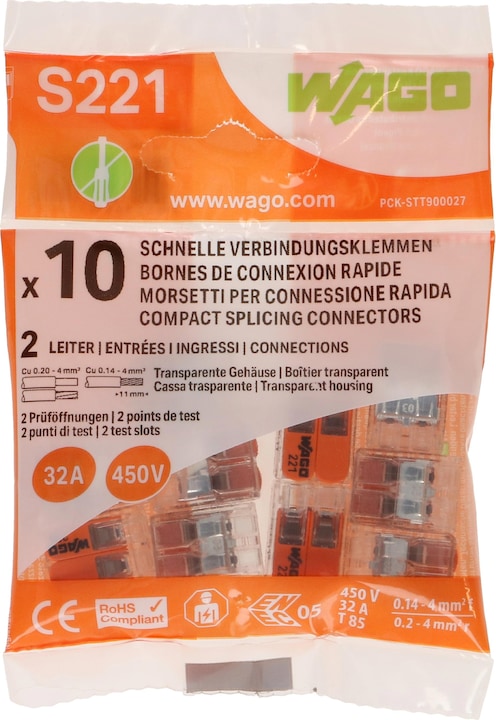 S221
WAGO
www.wago.com
PCK-STT900027
x 10
SCHNELLE VERBINDUNGSKLEMMEN
BORNES DE CONNEXION RAPIDE
MORSETTI PER CONNESSIONE RAPIDA
COMPACT SPLICING CONNECTORS
2 LEITER | ENTRÉES | INGRESSI | CONNECTIONS
Cu 0.20 - 4 mm² Cu 0.14 - 4 mm²
11 mm
Transparente Gehäuse | Boîtier transparent
Cassa trasparente | Transparent housing
2 Prüföffnungen | 2 points de test
2 punti di test | 2 test slots
32 A 450 V
WAGO
221
WAGO
CE
RoHS
Compliant
05
450 V
32 A
T 85
0.14 - 4 mm²
0.2 - 4 mm² r